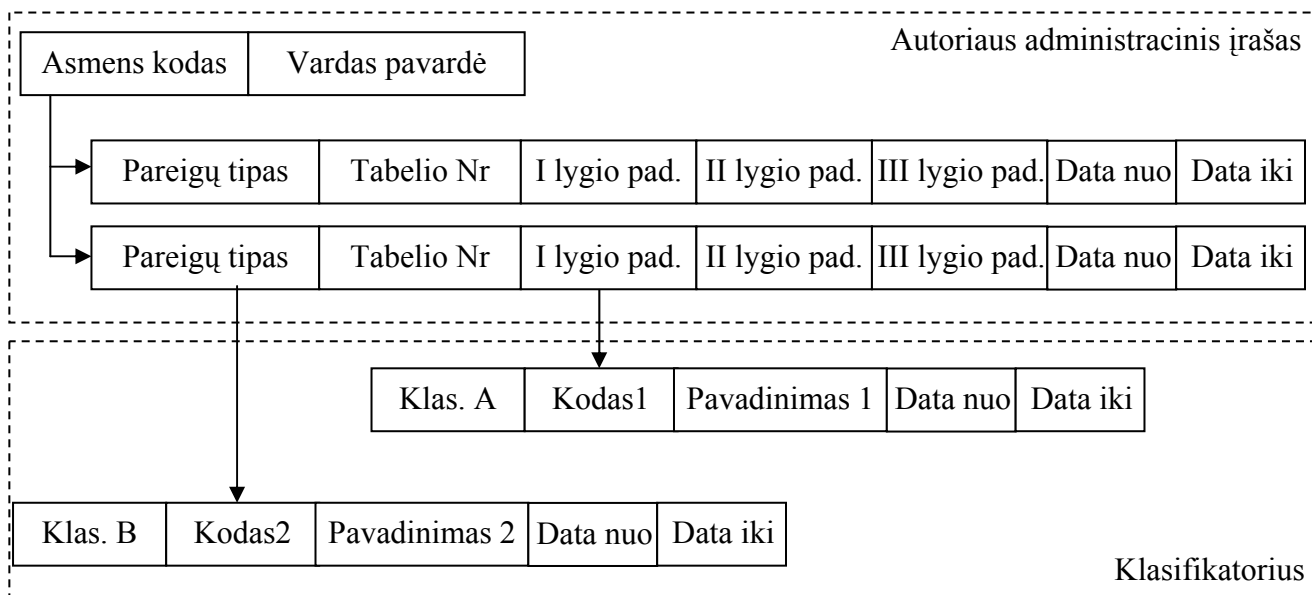 Autoriaus administracinis įrašas
Asmens kodas Vardas pavardė
Pareigų tipas Tabelio Nr I lygio pad. II lygio pad. III lygio pad. Data nuo Data iki
Pareigų tipas Tabelio Nr I lygio pad. II lygio pad. III lygio pad. Data nuo Data iki
Klas. A Kodas1 Pavadinimas 1 Data nuo Data iki
Klas. B Kodas2 Pavadinimas 2 Data nuo Data iki
Klasifikatorius